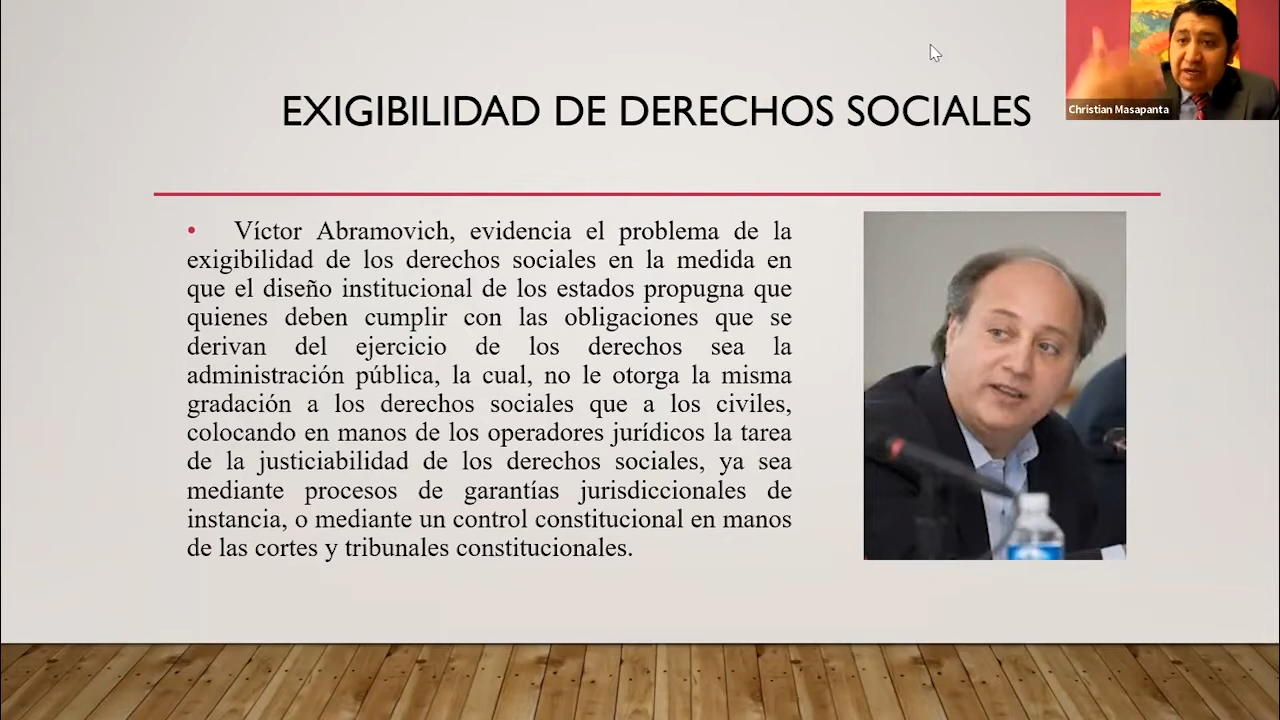 EXIGIBILIDAD DE DERECHOS SOCIALES
Christian Masapanta
• Víctor Abramovich, evidencia el problema de la
exigibilidad de los derechos sociales en la medida en
que el diseño institucional de los estados propugna que
quienes deben cumplir con las obligaciones que se
derivan del ejercicio de los derechos sea la
administración pública, la cual, no le otorga la misma
gradación a los derechos sociales que a los civiles,
colocando en manos de los operadores jurídicos la tarea
de la justiciabilidad de los derechos sociales, ya sea
mediante procesos de garantías jurisdiccionales de
instancia, o mediante un control constitucional en manos
de las cortes y tribunales constitucionales.